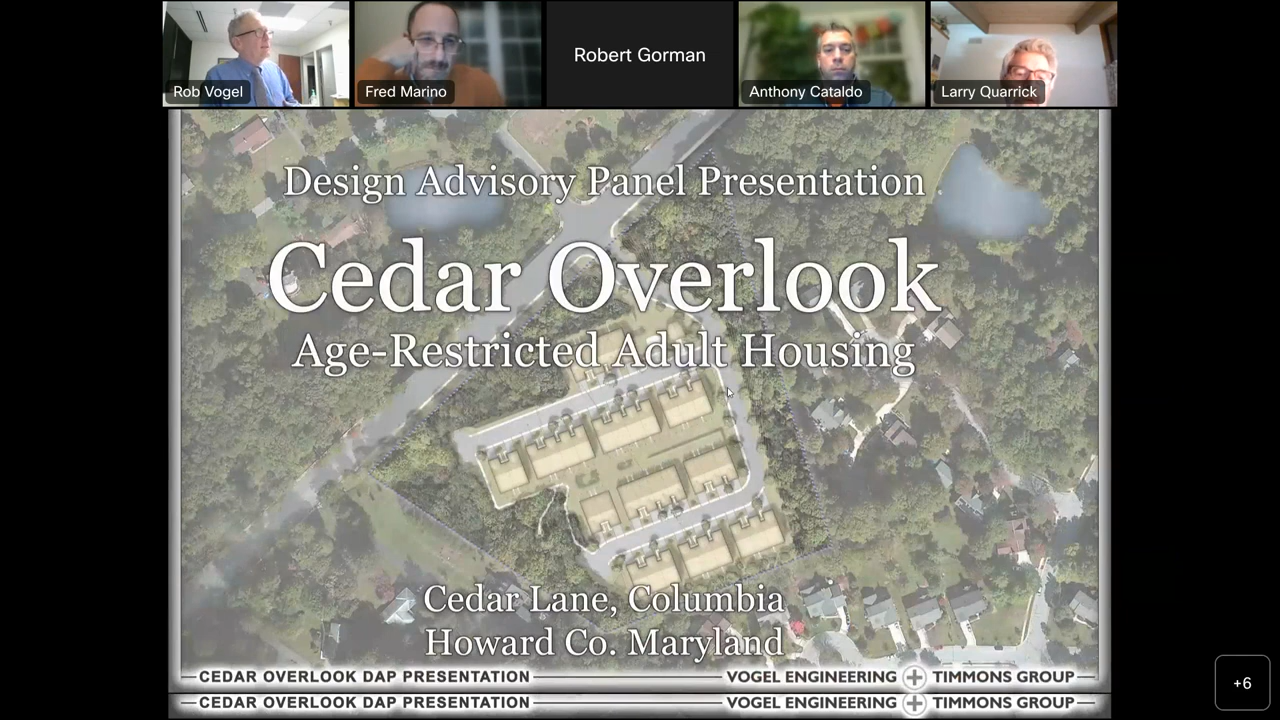 Rob Vogel
Fred Marino
Robert Gorman
Anthony Cataldo
Larry Quarrick
Design Advisory Panel Presentation
Cedar Overlook
Age-Restricted Adult Housing
Cedar Lane, Columbia
Howard Co. Maryland
CEDAR OVERLOOK DAP PRESENTATION VOGEL ENGINEERING + TIMMONS GROUP
CEDAR OVERLOOK DAP PRESENTATION VOGEL ENGINEERING + TIMMONS GROUP
+6